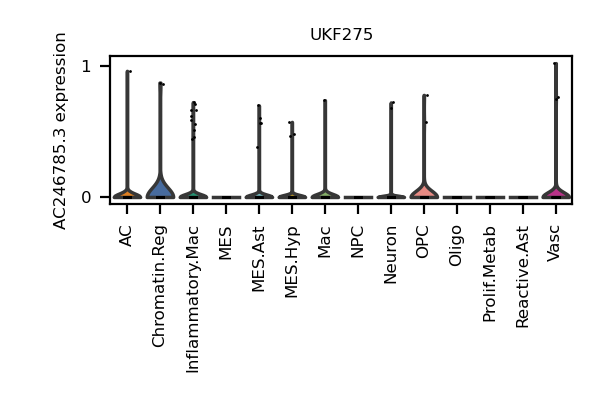 UKF275
AC246785.3 expression
1
0
AC
Chromatin.Reg
Inflammatory.Mac
MES
MES.Ast
MES.Hyp
Mac
NPC
Neuron
OPC
Oligo
Prolif.Metab
Reactive.Ast
Vasc